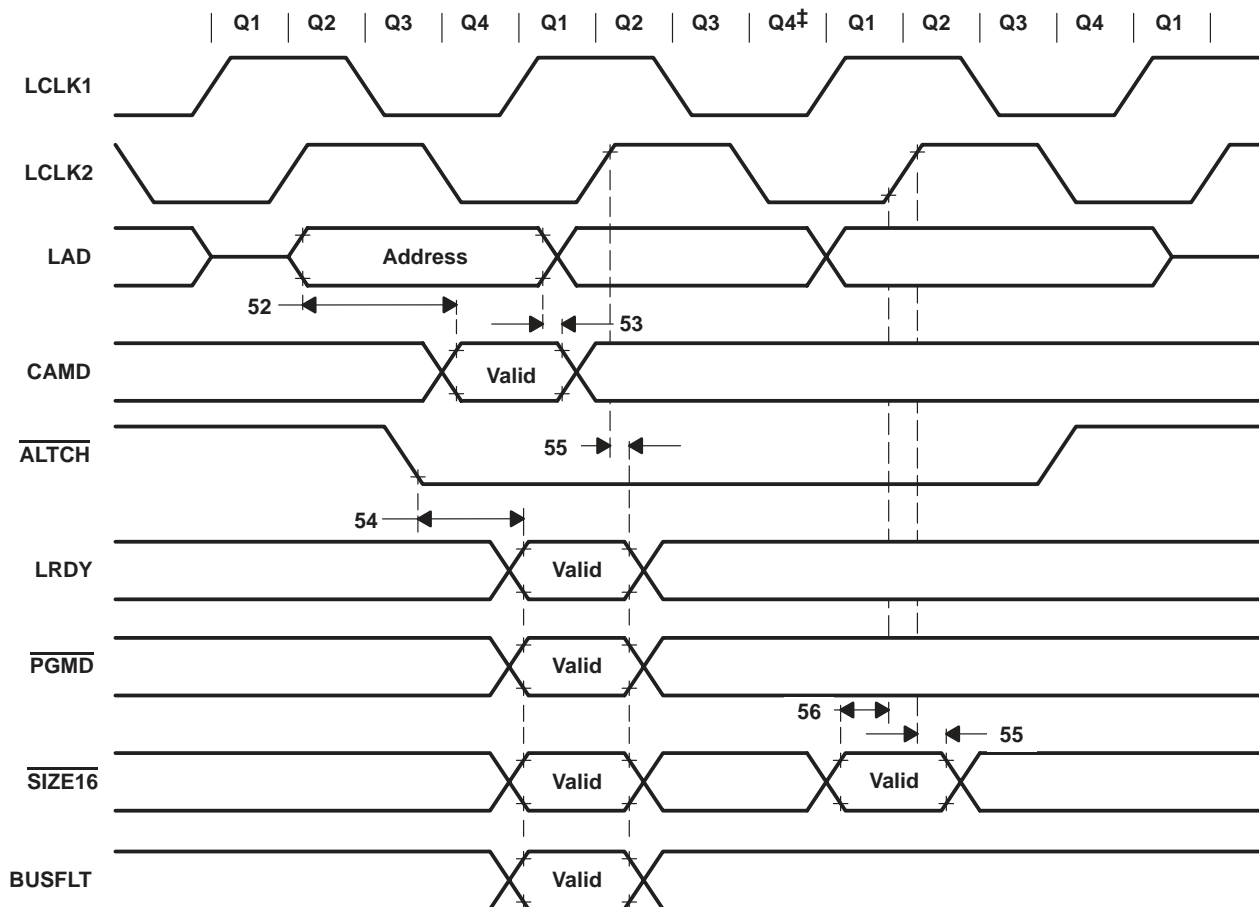 Q1 Q2 Q3 Q4 Q1 Q2 Q3 Q4‡ Q1 Q2 Q3 Q4 Q1
LCLK1
LCLK2
LAD Address
52 53
CAMD Valid
ALTCH 55
54
LRDY Valid
PGMD Valid
56 55
SIZE16 Valid Valid
BUSFLT Valid